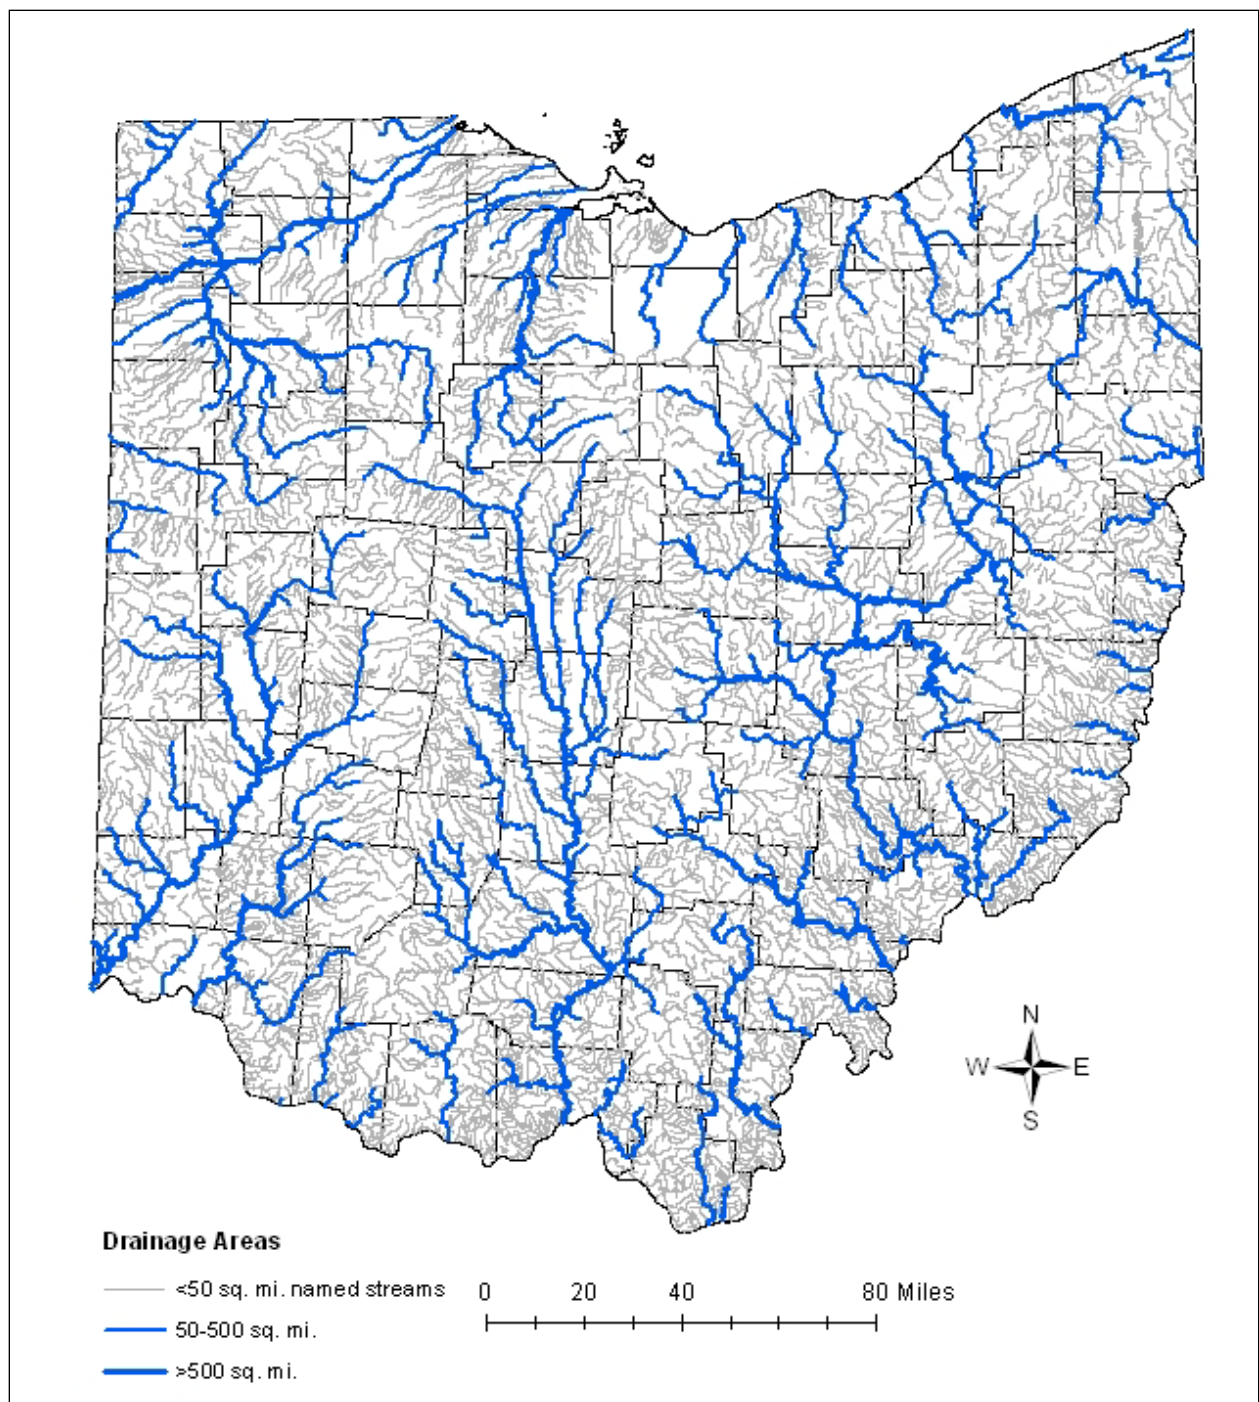 N
W E
S
Drainage Areas
<50 sq. mi. named streams
50-500 sq. mi.
>500 sq. mi.
0 20 40 80 Miles